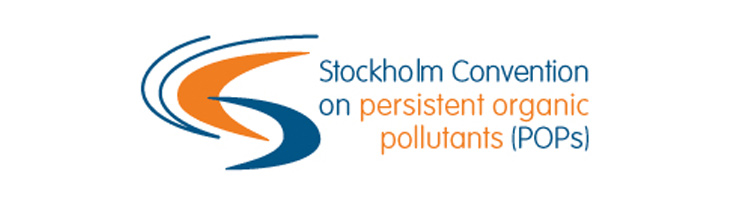 Stockholm Convention
on persistent organic
pollutants (POPs)